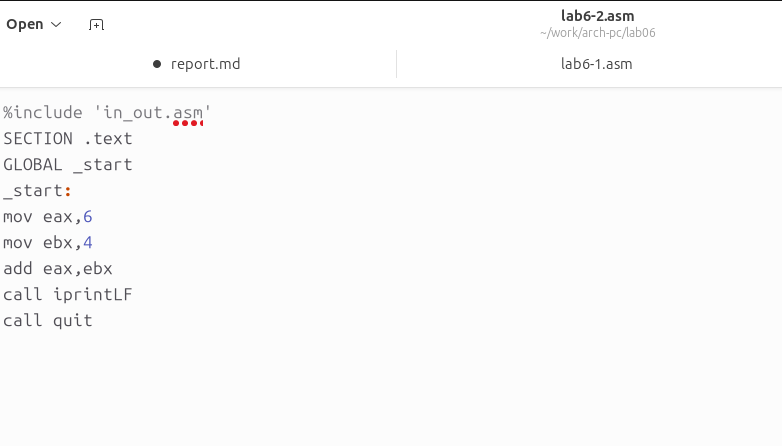 Open
lab6-2.asm
~/work/arch-pc/lab06
report.md
lab6-1.asm
%include 'in_out.asm'
SECTION .text
GLOBAL _start
_start:
mov eax,6
mov ebx,4
add eax,ebx
call iprintLF
call quit